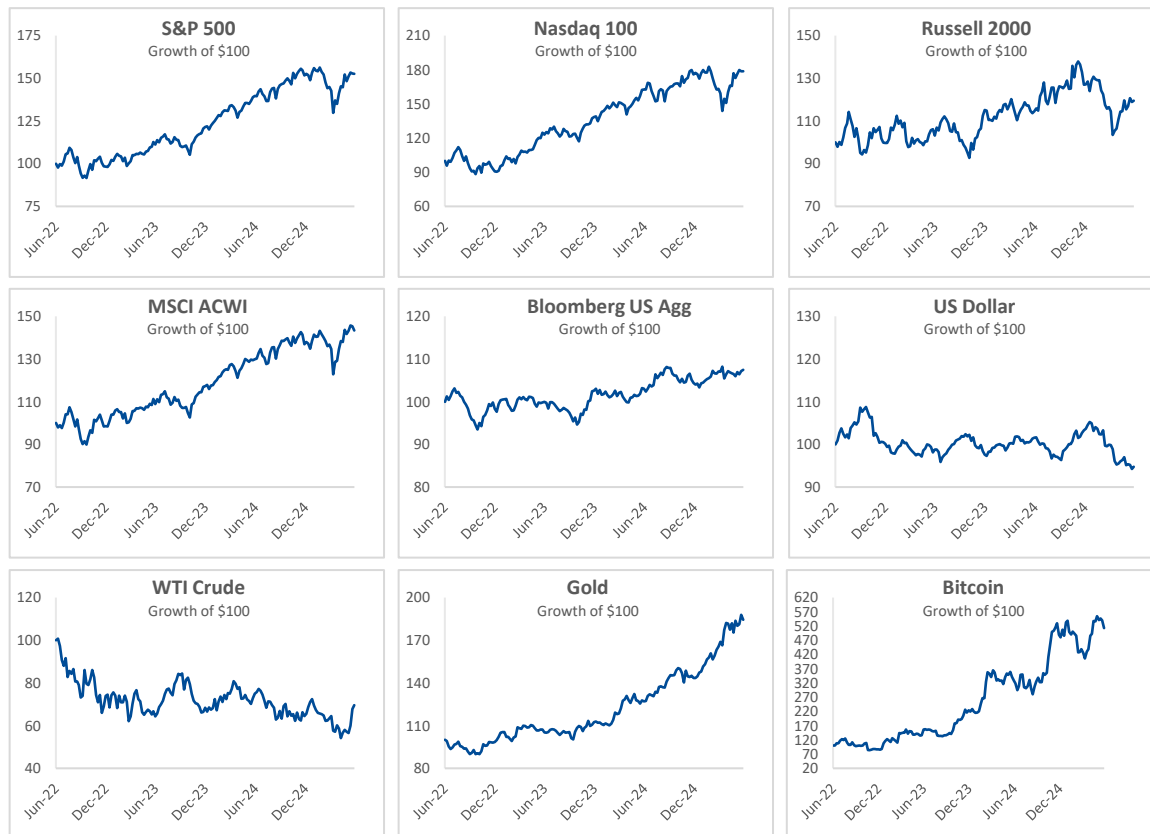 S&P 500
Growth of $100
175
150
125
100
75
Jun-22
Dec-22
Jun-23
Dec-23
Jun-24
Dec-24
Nasdaq 100
Growth of $100
210
180
150
120
90
60
Jun-22
Dec-22
Jun-23
Dec-23
Jun-24
Dec-24
Russell 2000
Growth of $100
150
130
110
90
70
Jun-22
Dec-22
Jun-23
Dec-23
Jun-24
Dec-24
MSCI ACWI
Growth of $100
150
130
110
90
70
Jun-22
Dec-22
Jun-23
Dec-23
Jun-24
Dec-24
Bloomberg US Agg
Growth of $100
120
110
100
90
80
Jun-22
Dec-22
Jun-23
Dec-23
Jun-24
Dec-24
US Dollar
Growth of $100
130
120
110
100
90
Jun-22
Dec-22
Jun-23
Dec-23
Jun-24
Dec-24
WTI Crude
Growth of $100
120
100
80
60
40
Jun-22
Dec-22
Jun-23
Dec-23
Jun-24
Dec-24
Gold
Growth of $100
200
170
140
110
80
Jun-22
Dec-22
Jun-23
Dec-23
Jun-24
Dec-24
Bitcoin
Growth of $100
620
570
520
470
420
370
320
270
220
170
120
70
20
Jun-22
Dec-22
Jun-23
Dec-23
Jun-24
Dec-24